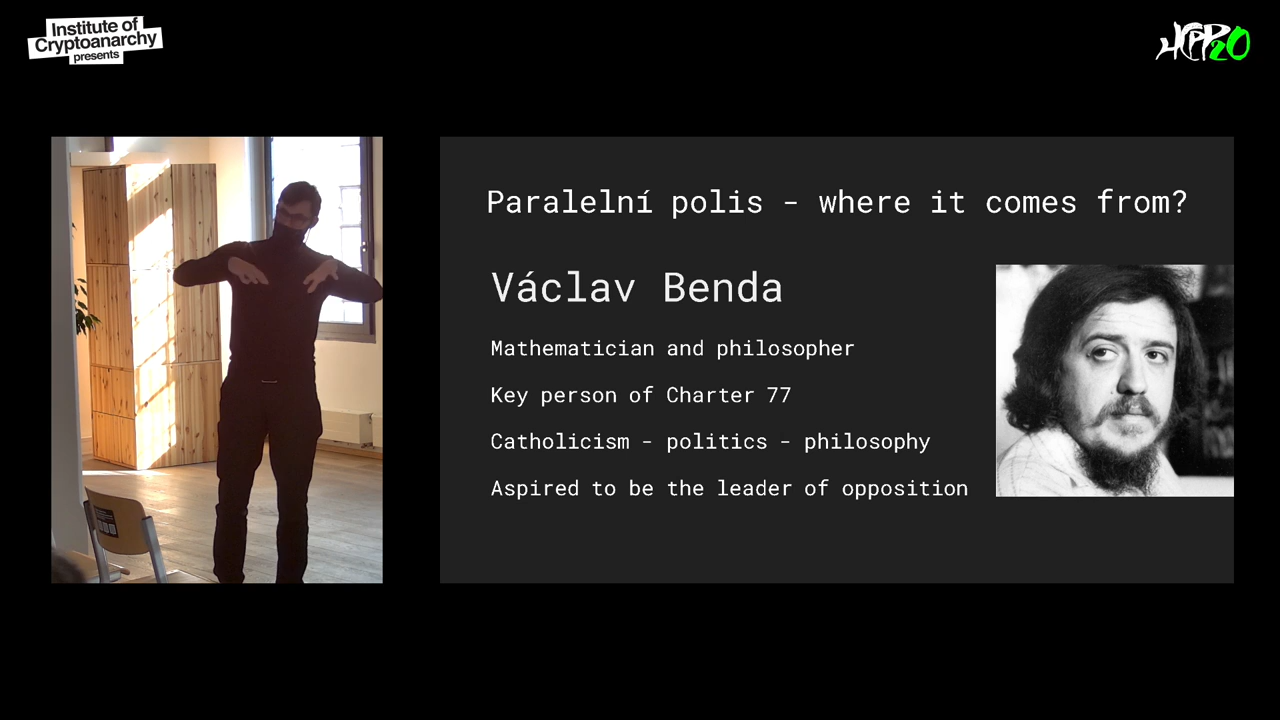 Institute of
Cryptoanarchy
presents
HCPP20
Paralelní polis - where it comes from?
Václav Benda
Mathematician and philosopher
Key person of Charter 77
Catholicism - politics - philosophy
Aspired to be the leader of opposition